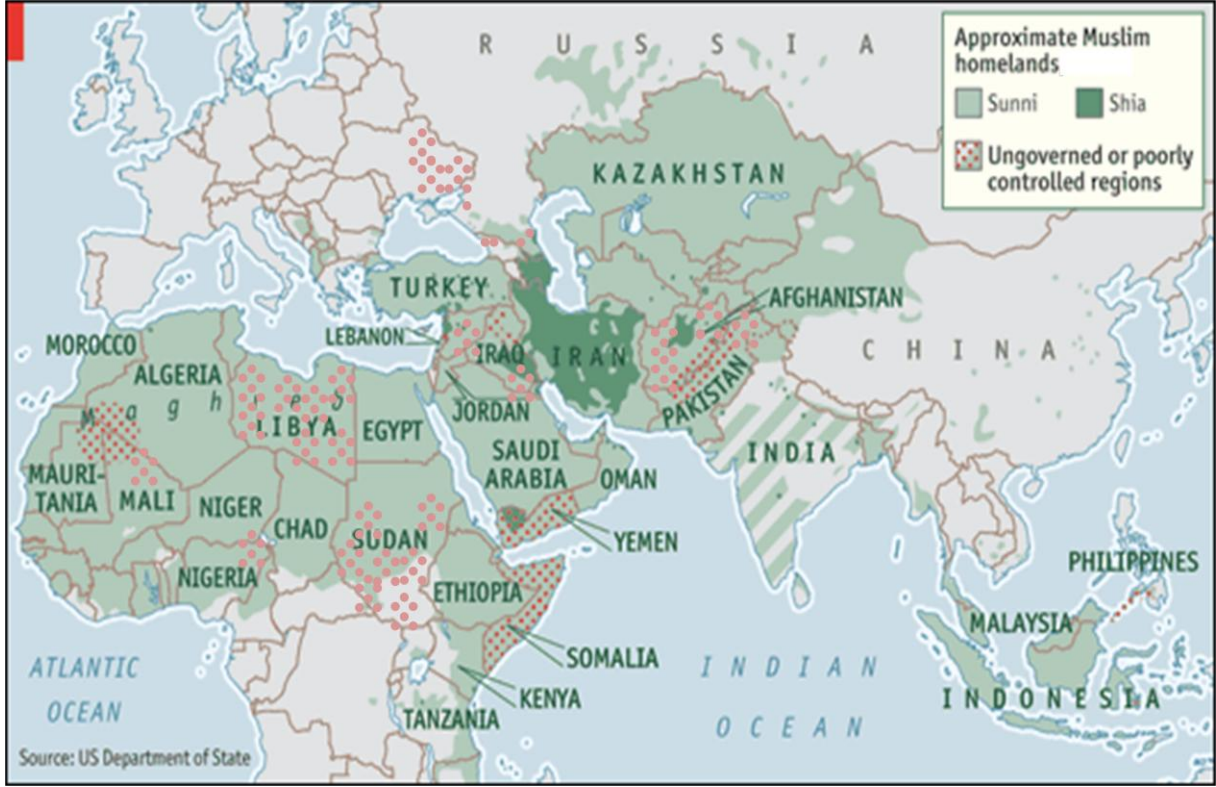 RUSSIA
Approximate Muslim
homelands
Sunni
Shia
Ungoverned or poorly
controlled regions
KAZAKHSTAN
TURKEY
AFGHANISTAN
LEBANON
MOROCCO
IRAQ
IRAN
CHINA
ALGERIA
Maghreb
JORDAN
PAKISTAN
LIBYA
EGYPT
SAUDI
ARABIA
INDIA
MAURI-
TANIA
MALI
NIGER
OMAN
CHAD
SUDAN
YEMEN
NIGERIA
ETHIOPIA
PHILIPPINES
MALAYSIA
SOMALIA
ATLANTIC
OCEAN
INDIAN
OCEAN
KENYA
INDONESIA
TANZANIA
Source: US Department of State